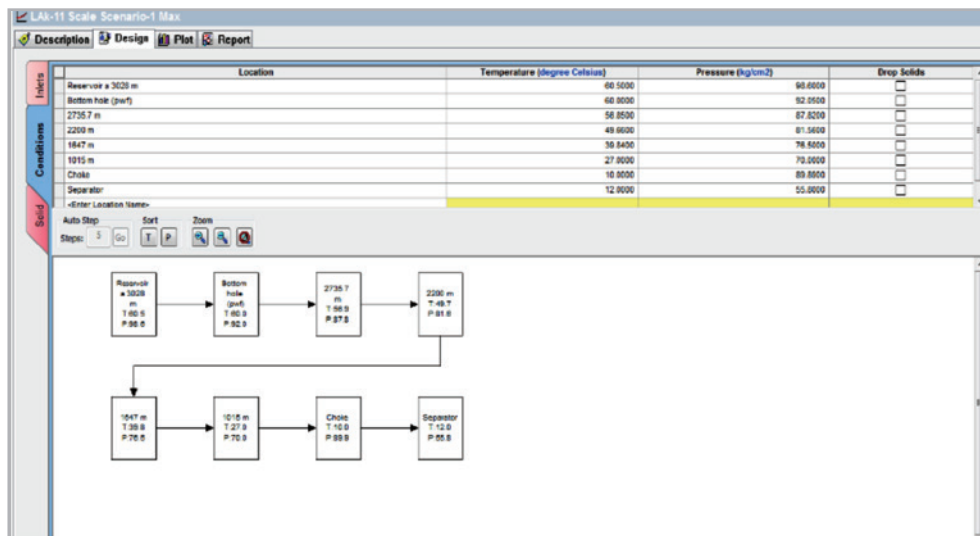 LAk-11 Scale Scenario-1 Max
Description Design Plot Report
Inlets
Conditions
Solid
Location Temperature (degree Celsius) Pressure (kg/cm2) Drop Solids
Reservoir a 3028 m 60.5000 98.6000
Bottom hole (pwf) 60.0000 92.0500
2735.7 m 56.8500 87.8200
2200 m 49.6600 81.5600
1647 m 39.8400 76.5000
1015 m 27.0000 70.0000
Choke 10.0000 89.8000
Separator 12.0000 55.8000
<Enter Location Name>
Auto Step Sort Zoom
Steps: 5 Go T P
Reservoir
a 3028
m
T:60.5
P:98.6
Bottom
hole
(pwf)
T:60.0
P:92.0
2735.7
m
T:56.9
P:87.8
2200 m
T:49.7
P:81.6
1647 m
T:39.8
P:76.5
1015 m
T:27.0
P:70.0
Choke
T:10.0
P:89.8
Separator
T:12.0
P:55.8